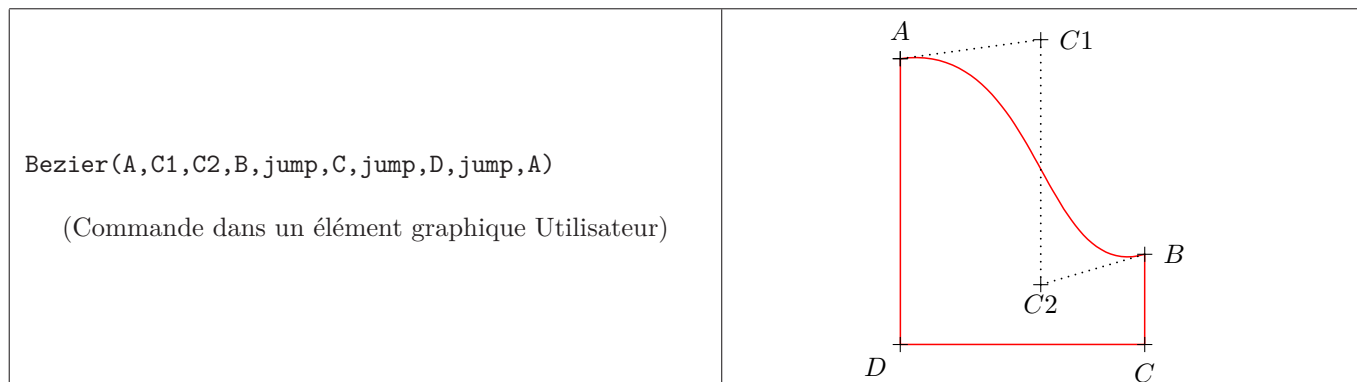 Bezier(A,C1,C2,B,jump,C,jump,D,jump,A)
(Commande dans un élément graphique Utilisateur)
A
C1
B
C2
D
C